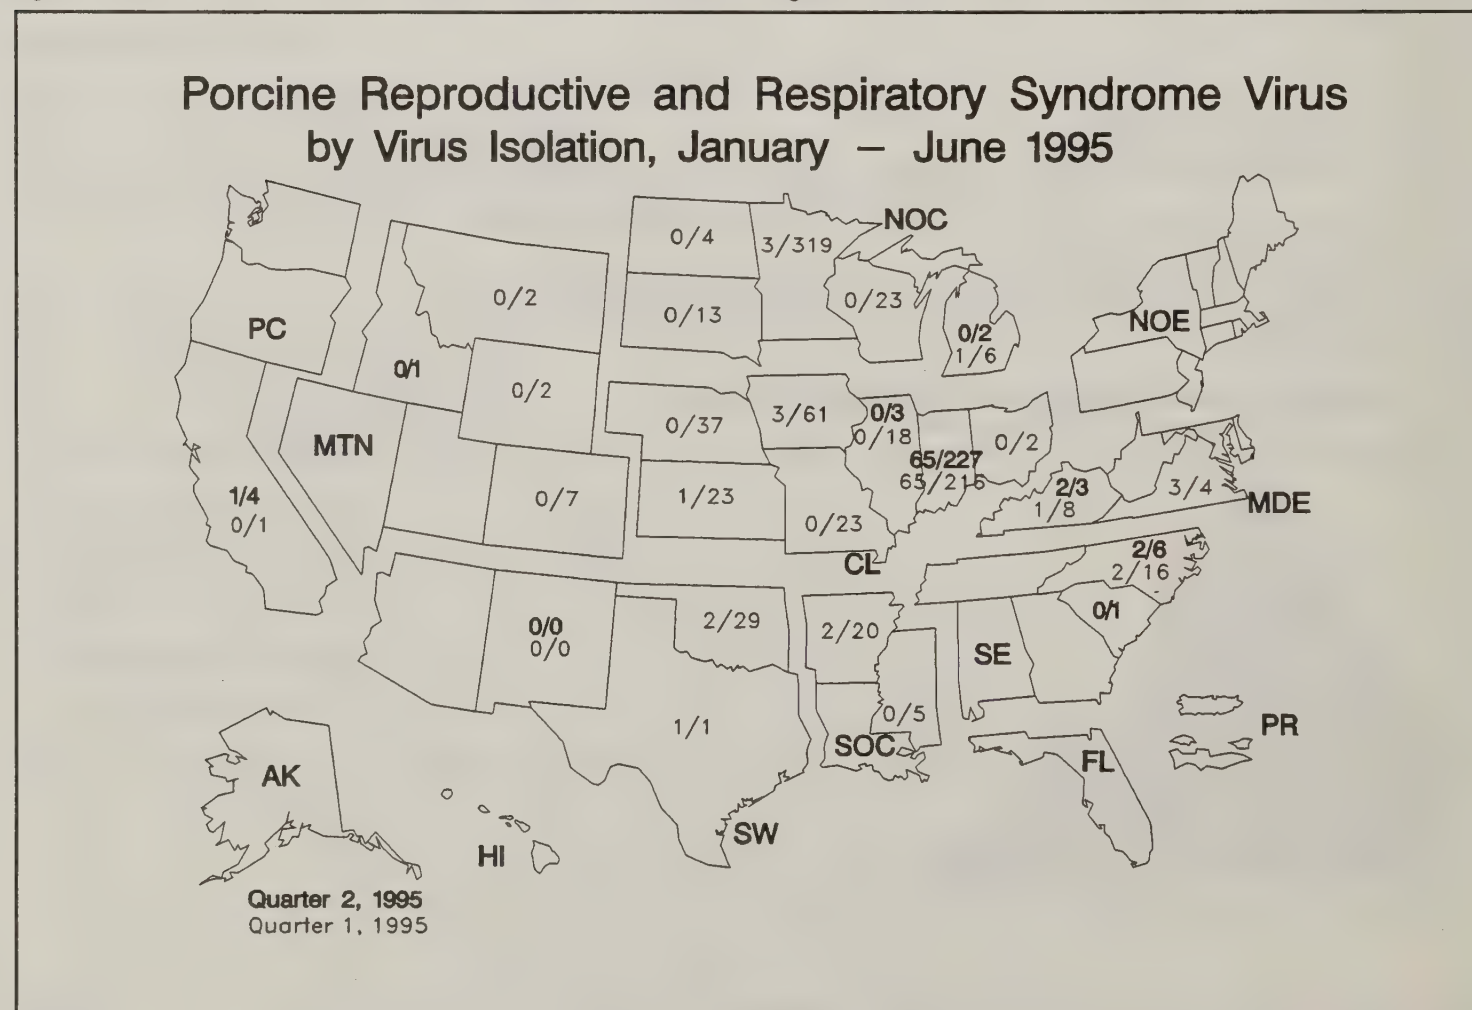 Porcine Reproductive and Respiratory Syndrome Virus
by Virus Isolation, January – June 1995
NOC
0/4
3/319
0/2
0/13
0/23
PC
NOE
0/2
1/6
0/1
0/2
3/61
0/3
0/37
0/18
0/2
MTN
65/227
1/4
0/7
1/23
65/216
2/3
3/4
0/1
0/23
1/8
MDE
CL
2/6
2/16
0/0
0/0
2/29
2/20
0/1
SE
1/1
0/5
SOC
PR
AK
FL
SW
HI
Quarter 2, 1995
Quarter 1, 1995